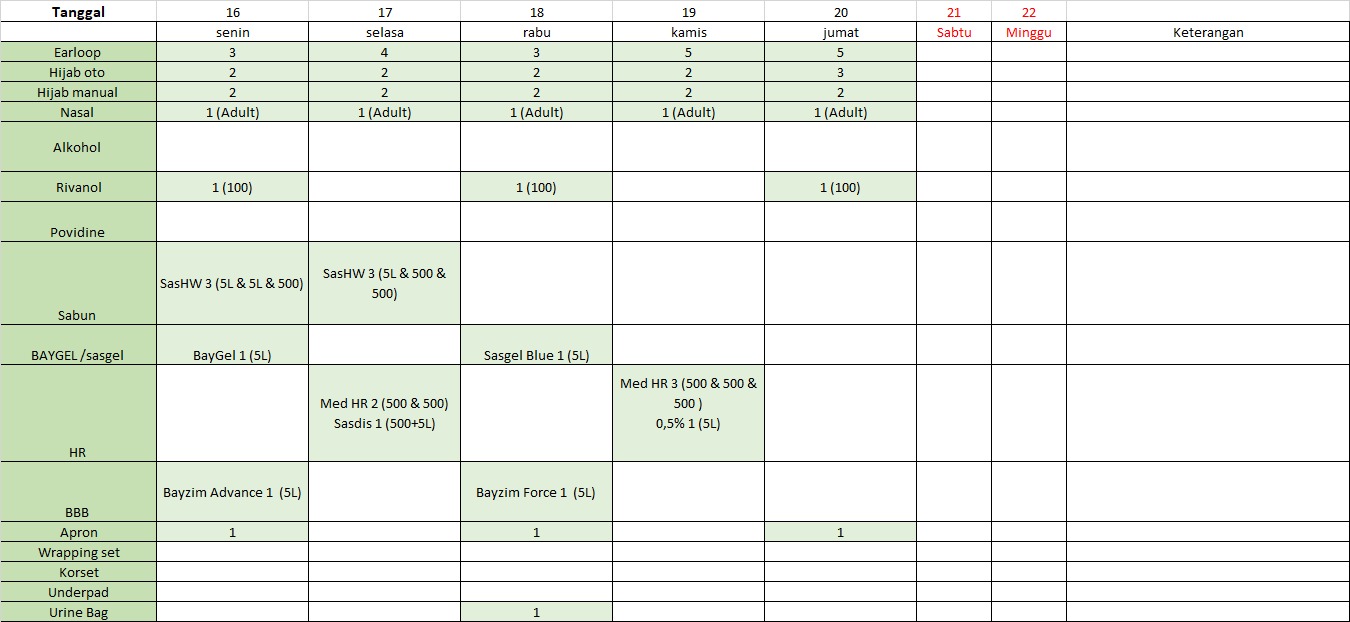 Tanggal 16 17 18 19 20 21 22
senin selasa rabu kamis jumat Sabtu Minggu Keterangan
Earloop 3 4 3 5 5
Hijab oto 2 2 2 2 3
Hijab manual 2 2 2 2 2
Nasal 1 (Adult) 1 (Adult) 1 (Adult) 1 (Adult) 1 (Adult)
Alkohol
Rivanol 1 (100) 1 (100) 1 (100)
Povidine
Sabun SasHW 3 (5L & 5L & 500) SasHW 3 (5L & 500 &
500)
BAYGEL /sasgel BayGel 1 (5L) Sasgel Blue 1 (5L)
HR Med HR 2 (500 & 500)
Sasdis 1 (500+5L)
Med HR 3 (500 & 500 &
500 )
0,5% 1 (5L)
BBB Bayzim Advance 1 (5L) Bayzim Force 1 (5L)
Apron 1 1 1
Wrapping set
Korset
Underpad
Urine Bag 1